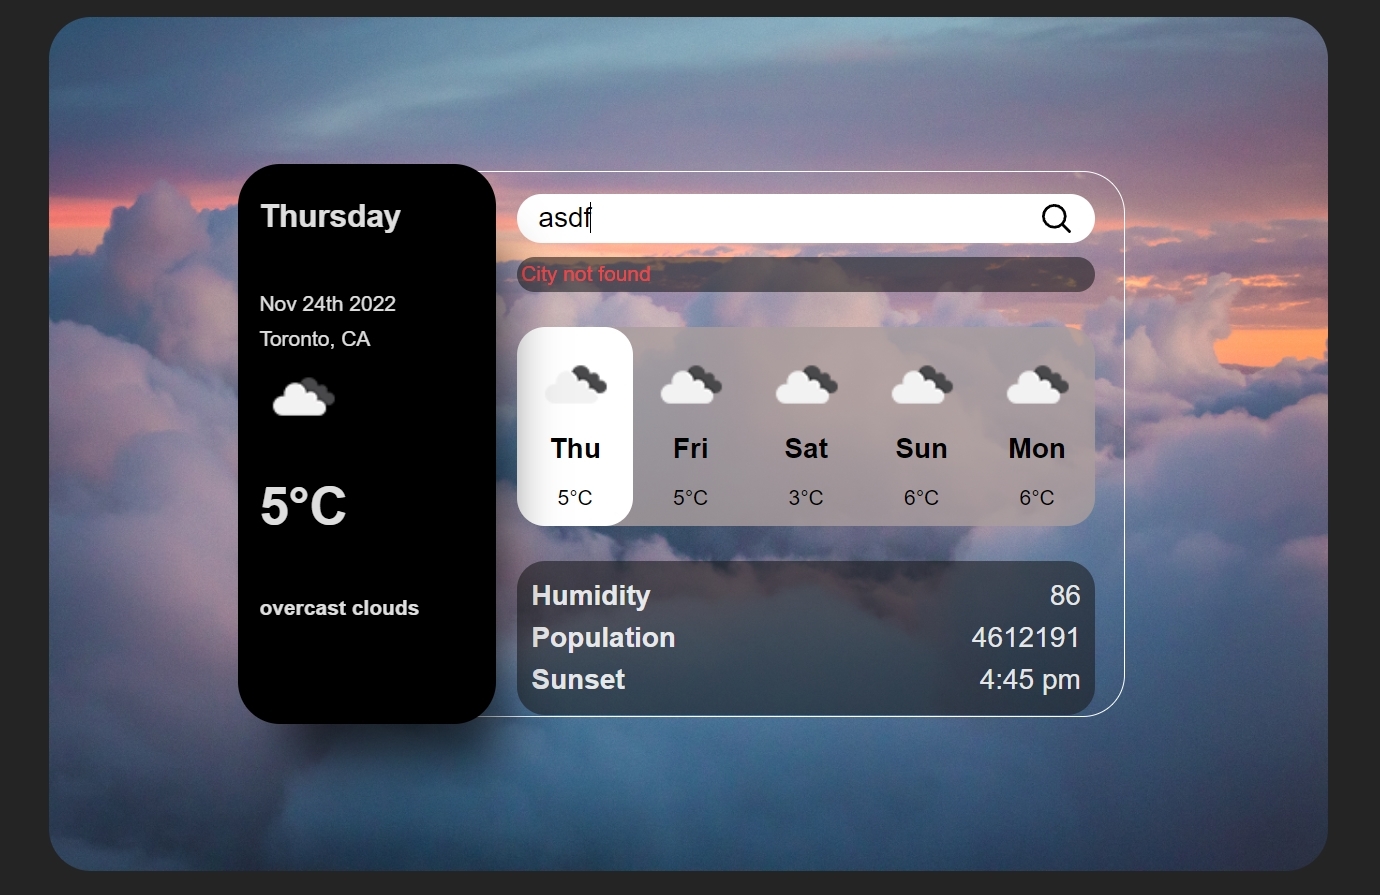 Thursday
Nov 24th 2022
Toronto, CA
5°C
overcast clouds
asdf
City not found
Thu Fri Sat Sun Mon
5°C 5°C 3°C 6°C 6°C
Humidity 86
Population 4612191
Sunset 4:45 pm